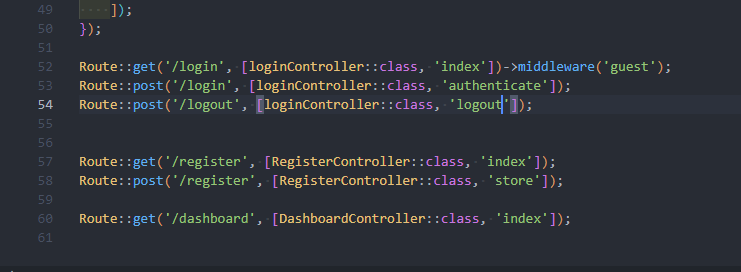 49 ]);
50 });
51
52 Route::get('/login', [loginController::class, 'index'])->middleware('guest');
53 Route::post('/login', [loginController::class, 'authenticate']);
54 Route::post('/logout', [loginController::class, 'logout']);
55
56
57 Route::get('/register', [RegisterController::class, 'index']);
58 Route::post('/register', [RegisterController::class, 'store']);
59
60 Route::get('/dashboard', [DashboardController::class, 'index']);
61